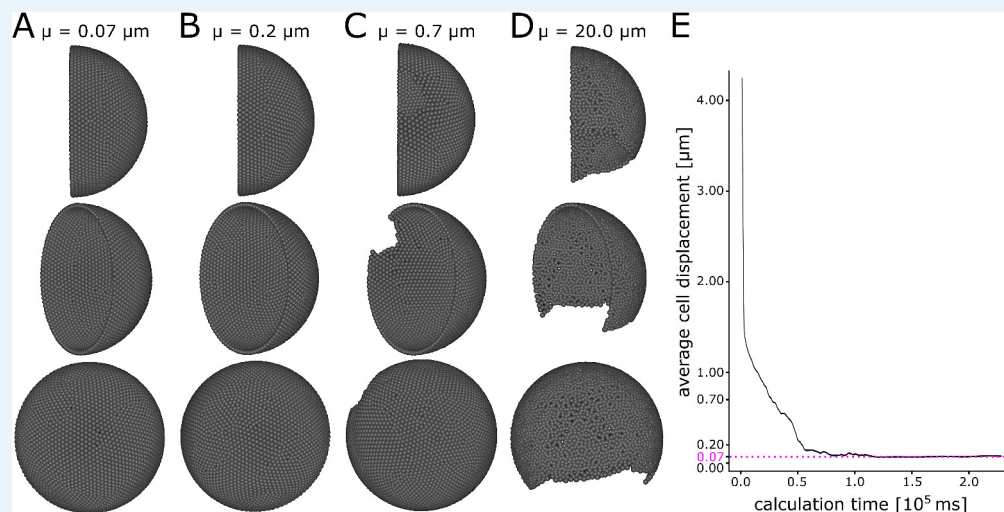 A μ = 0.07 μm
B μ = 0.2 μm
C μ = 0.7 μm
D μ = 20.0 μm
E
average cell displacement [μm]
4.00
3.00
2.00
1.00
0.70
0.20
0.07
0.00
0.0 0.5 1.0 1.5 2.0
calculation time [10⁵ ms]